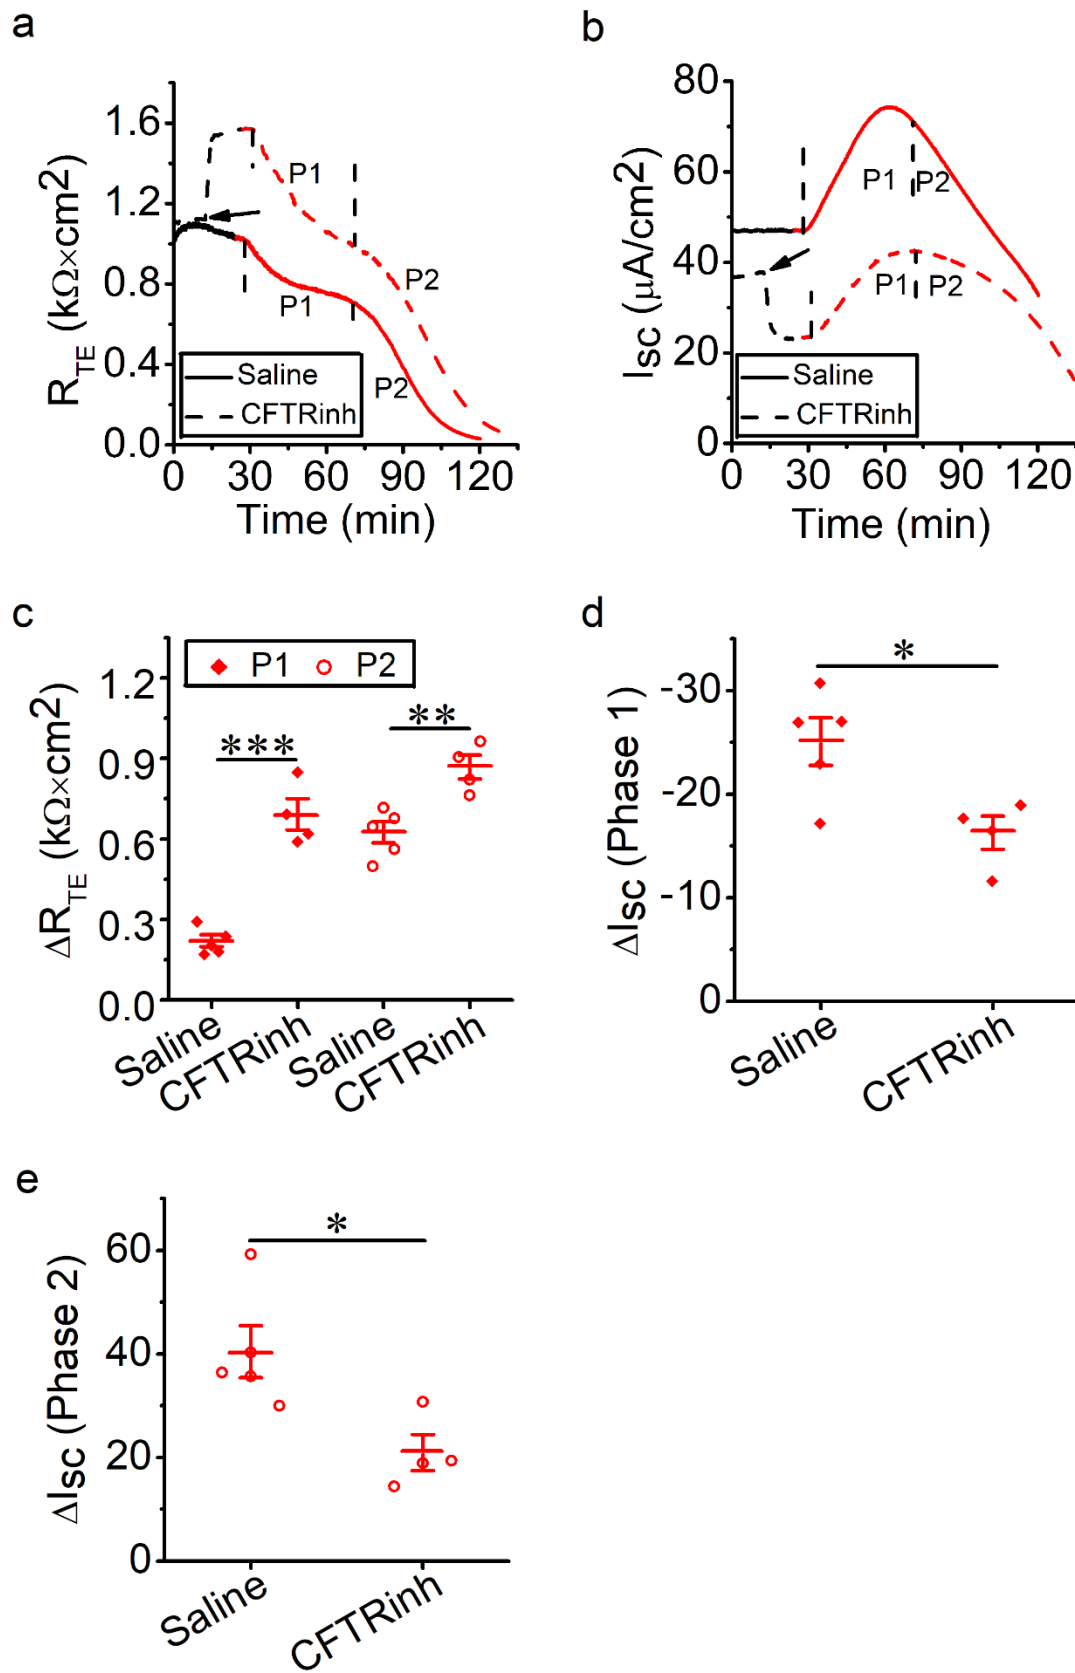 a
R_TE (kΩ×cm2)
1.6
1.2
0.8
0.4
0.0
P1
P2
P1
P2
Saline
CFTRinh
0 30 60 90 120
Time (min)
b
Isc (μA/cm2)
80
60
40
20
0
P1 P2
P1 P2
Saline
CFTRinh
0 30 60 90 120
Time (min)
c
ΔR_TE (kΩ×cm2)
1.2
0.9
0.6
0.3
0.0
P1 P2
***
**
Saline
CFTRinh
Saline
CFTRinh
d
ΔIsc (Phase 1)
-30
-20
-10
0
*
Saline
CFTRinh
e
ΔIsc (Phase 2)
60
40
20
0
*
Saline
CFTRinh